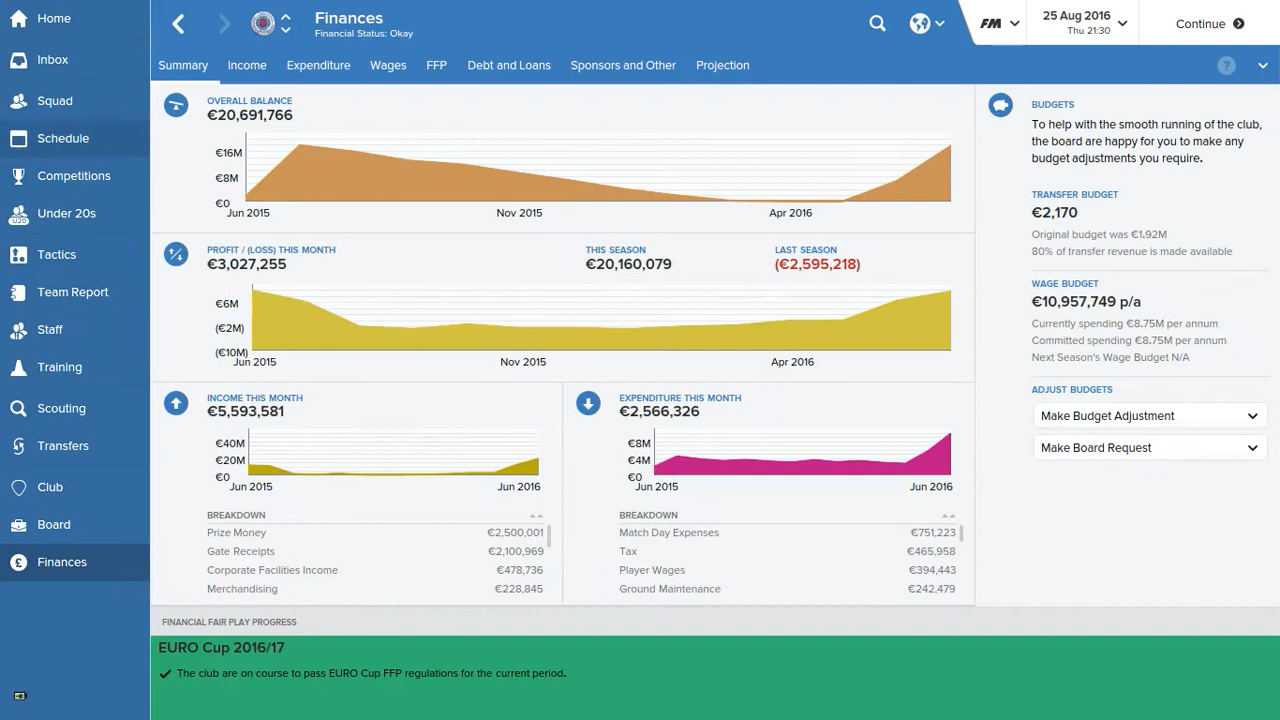 Home
Inbox
Squad
Schedule
Competitions
Under 20s
U20
Tactics
Team Report
Staff
Training
Scouting
Transfers
Club
Board
£
Finances
Finances
Financial Status: Okay
FM
25 Aug 2016
Thu 21:30
Continue
Summary
Income
Expenditure
Wages
FFP
Debt and Loans
Sponsors and Other
Projection
?
OVERALL BALANCE
€20,691,766
€16M
€8M
€0
Jun 2015
Nov 2015
Apr 2016
PROFIT / (LOSS) THIS MONTH
€3,027,255
THIS SEASON
€20,160,079
LAST SEASON
(€2,595,218)
€6M
(€2M)
(€10M)
Jun 2015
Nov 2015
Apr 2016
INCOME THIS MONTH
€5,593,581
€40M
€20M
€0
Jun 2015
Jun 2016
BREAKDOWN
Prize Money €2,500,001
Gate Receipts €2,100,969
Corporate Facilities Income €478,736
Merchandising €228,845
EXPENDITURE THIS MONTH
€2,566,326
€8M
€4M
€0
Jun 2015
Jun 2016
BREAKDOWN
Match Day Expenses €751,223
Tax €465,958
Player Wages €394,443
Ground Maintenance €242,479
BUDGETS
To help with the smooth running of the club,
the board are happy for you to make any
budget adjustments you require.
TRANSFER BUDGET
€2,170
Original budget was €1.92M
80% of transfer revenue is made available
WAGE BUDGET
€10,957,749 p/a
Currently spending €8.75M per annum
Committed spending €8.75M per annum
Next Season's Wage Budget N/A
ADJUST BUDGETS
Make Budget Adjustment
Make Board Request
FINANCIAL FAIR PLAY PROGRESS
EURO Cup 2016/17
The club are on course to pass EURO Cup FFP regulations for the current period.